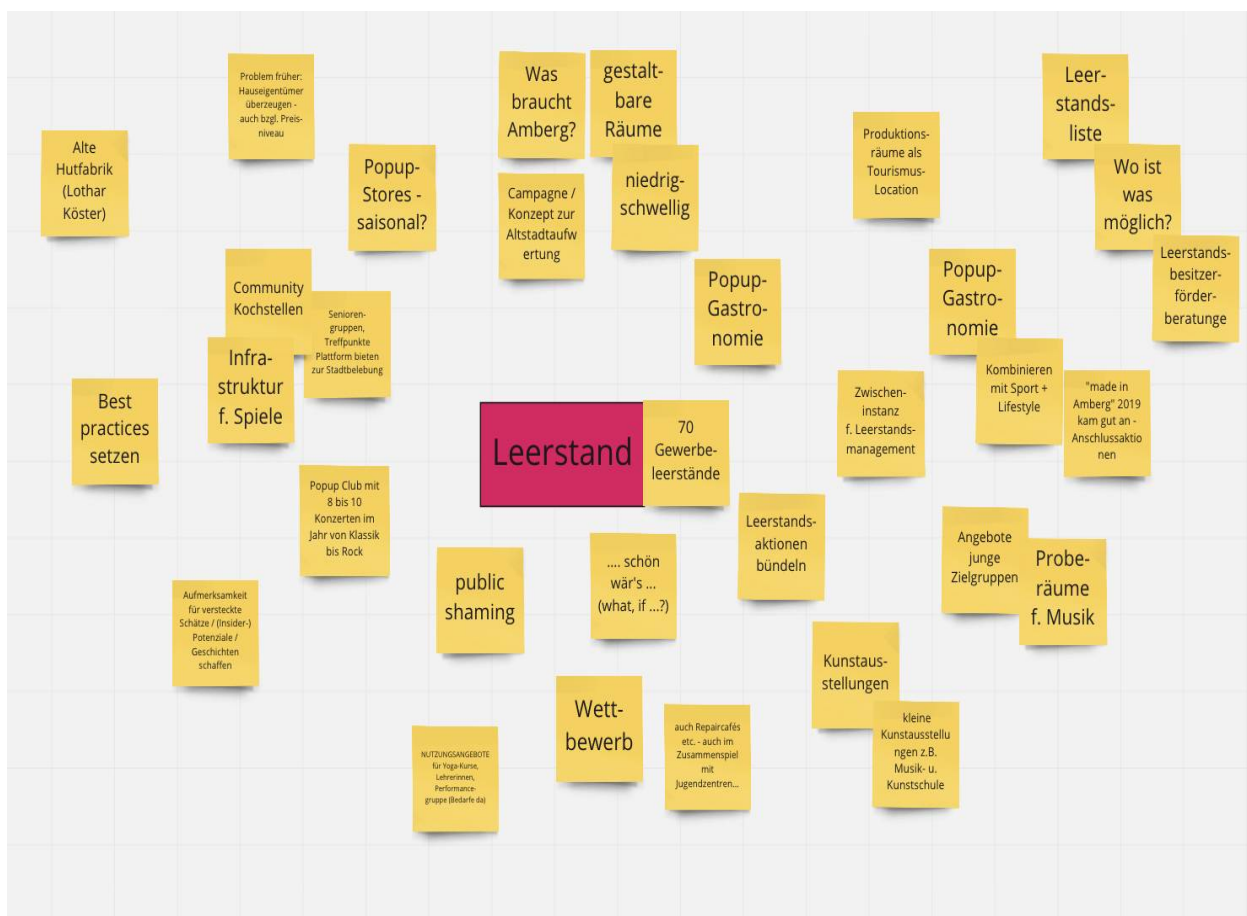 Problem früher:
Hauseigentümer
überzeugen -
auch bzgl. Preis-
niveau
Was
braucht
Amberg?
gestalt-
bare
Räume
Leer-
stands-
liste
Alte
Hutfabrik
(Lothar
Köster)
Popup-
Stores -
saisonal?
Campagne /
Konzept zur
Altstadtaufw
ertung
niedrig-
schwellig
Produktions-
räume als
Tourismus-
Location
Wo ist
was
möglich?
Leerstands-
besitzer-
förder-
beratunge
Community
Kochstellen
Senioren-
gruppen,
Treffpunkte
Plattform bieten
zur Stadtbelebung
Infra-
struktur
f. Spiele
Popup-
Gastro-
nomie
Popup-
Gastro-
nomie
Kombinieren
mit Sport +
Lifestyle
"made in
Amberg" 2019
kam gut an -
Anschlussaktio
nen
Best
practices
setzen
Leerstand
70
Gewerbe-
leerstände
Zwischen-
instanz
f. Leerstands-
management
Popup Club mit
8 bis 10
Konzerten im
Jahr von Klassik
bis Rock
public
shaming
.... schön
wär's ...
(what, if ...?)
Leerstands-
aktionen
bündeln
Angebote
junge
Zielgruppen
Probe-
räume
f. Musik
Aufmerksamkeit
für versteckte
Schätze / (Insider-)
Potenziale /
Geschichten
schaffen
Kunstaus-
stellungen
kleine
Kunstausstellu
ngen z.B.
Musik- u.
Kunstschule
Wett-
bewerb
auch Repaircafés
etc. - auch im
Zusammenspiel
mit
Jugendzentren...
NUTZUNGSANGEBOTE
für Yoga-Kurse,
Lehrerinnen,
Performance-
gruppe (Bedarfe da)